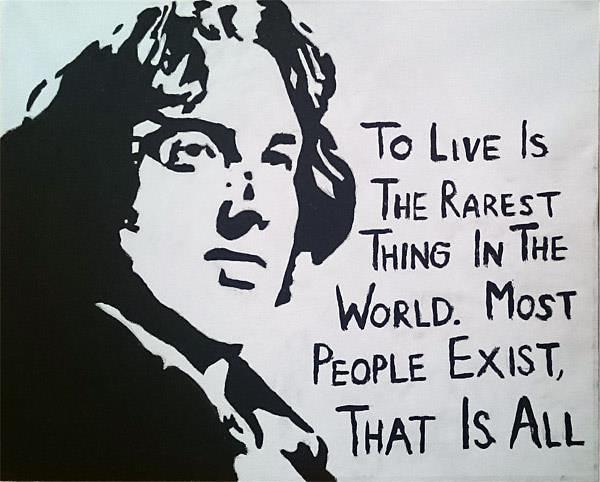 To Live Is
The Rarest
Thing In The
World. Most
People Exist,
That Is All